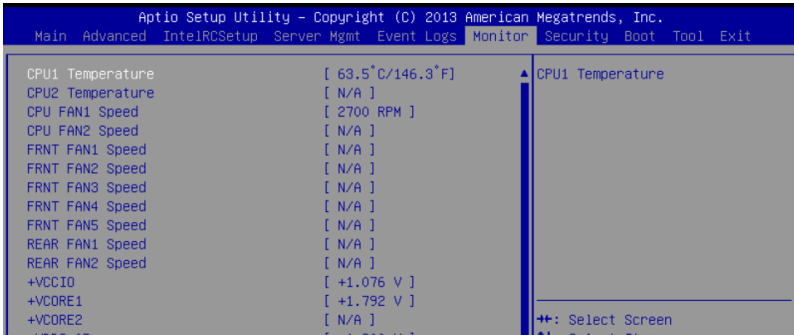 Aptio Setup Utility – Copyright (C) 2013 American Megatrends, Inc.
Main Advanced IntelRCSetup Server Mgmt Event Logs Monitor Security Boot Tool Exit
CPU1 Temperature [ 63.5°C/146.3°F] ▲ CPU1 Temperature
CPU2 Temperature [ N/A ]
CPU FAN1 Speed [ 2700 RPM ]
CPU FAN2 Speed [ N/A ]
FRNT FAN1 Speed [ N/A ]
FRNT FAN2 Speed [ N/A ]
FRNT FAN3 Speed [ N/A ]
FRNT FAN4 Speed [ N/A ]
FRNT FAN5 Speed [ N/A ]
REAR FAN1 Speed [ N/A ]
REAR FAN2 Speed [ N/A ]
+VCCIO [ +1.076 V ]
+VCORE1 [ +1.792 V ]
+VCORE2 [ N/A ] →←: Select Screen